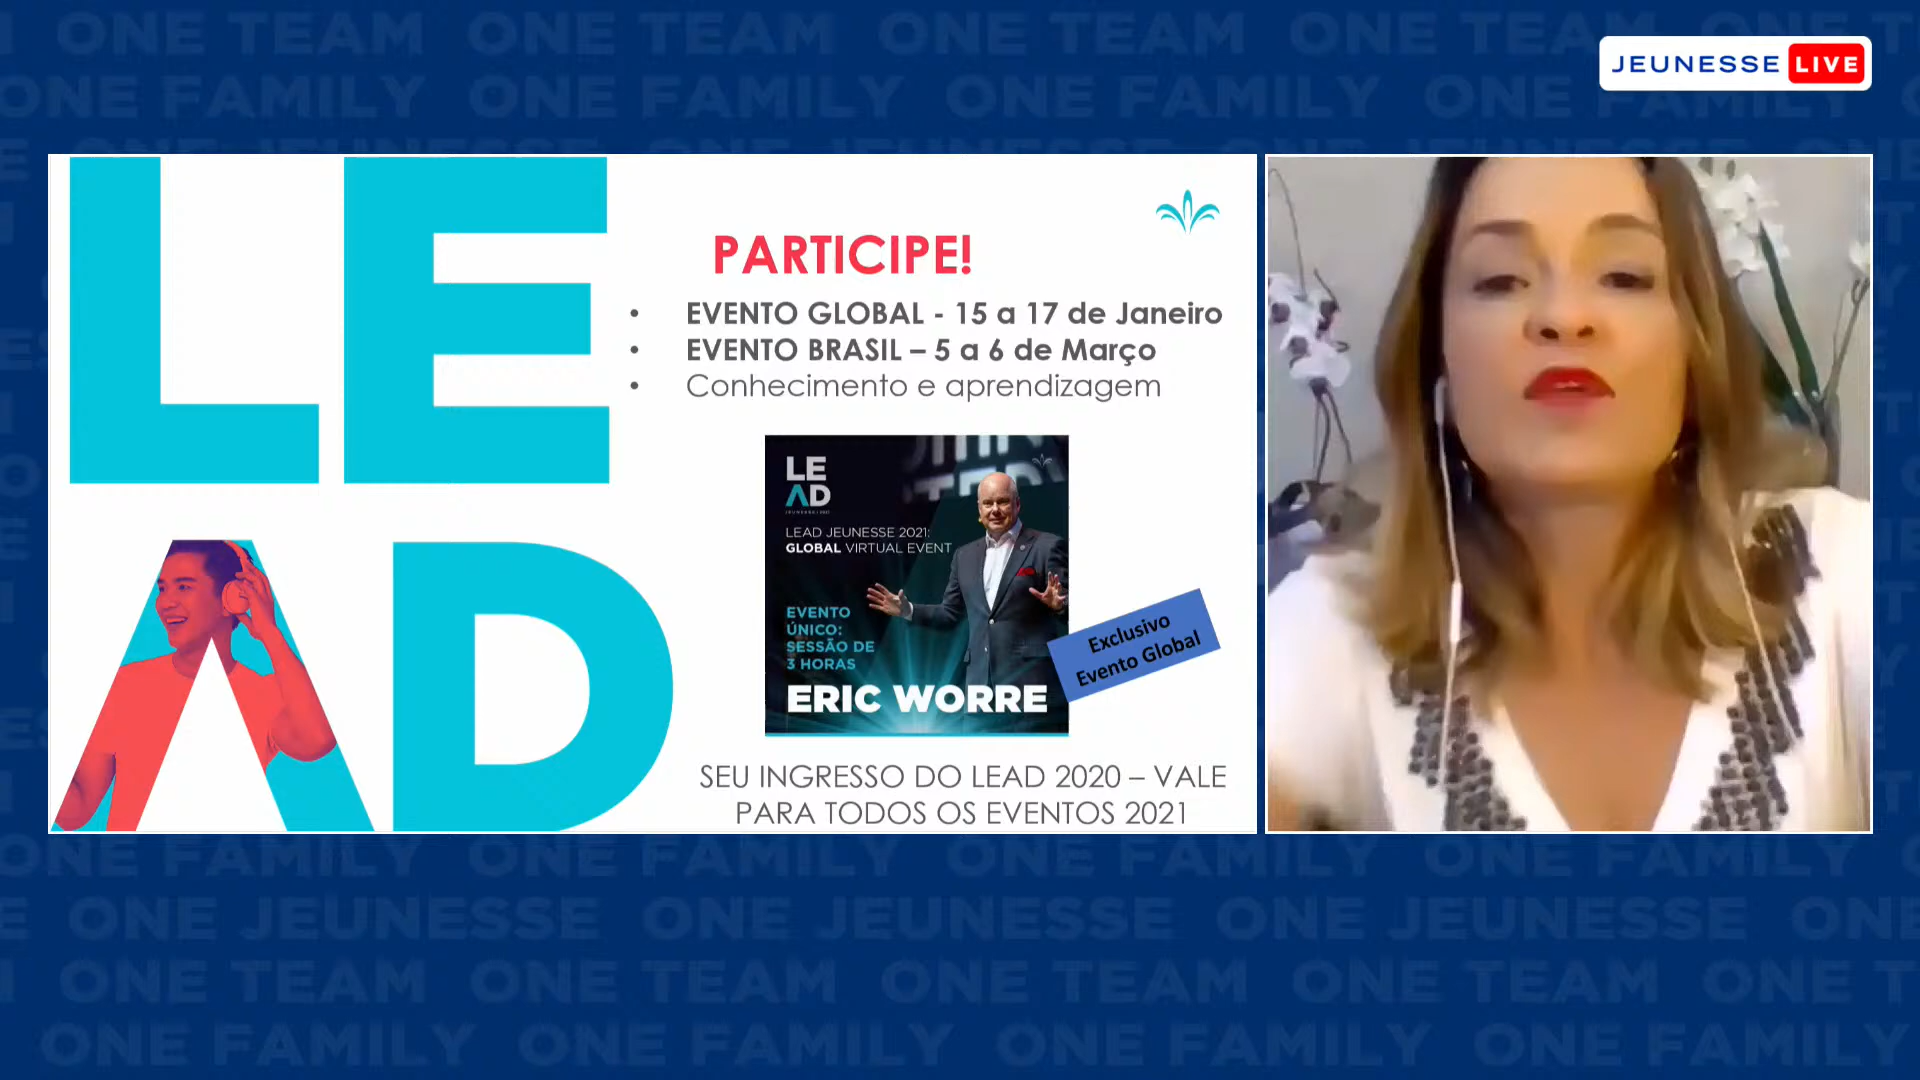 ONE TEAM ONE TEAM ONE TEAM ONE TEAM
ONE FAMILY ONE FAMILY ONE FAMILY ONE FAMILY
JEUNESSE LIVE
LE
AD
PARTICIPE!
• EVENTO GLOBAL - 15 a 17 de Janeiro
• EVENTO BRASIL – 5 a 6 de Março
• Conhecimento e aprendizagem
LE
AD
LEAD JEUNESSE 2021:
GLOBAL VIRTUAL EVENT
EVENTO
ÚNICO:
SESSÃO DE
3 HORAS
ERIC WORRE
Exclusivo
Evento Global
SEU INGRESSO DO LEAD 2020 – VALE
PARA TODOS OS EVENTOS 2021
ONE FAMILY ONE FAMILY ONE FAMILY ONE FAMILY
ONE JEUNESSE ONE JEUNESSE ONE JEUNESSE ONE
ONE TEAM ONE TEAM ONE TEAM ONE TEAM ONE T
ONE FAMILY ONE FAMILY ONE FAMILY ONE FAMILY